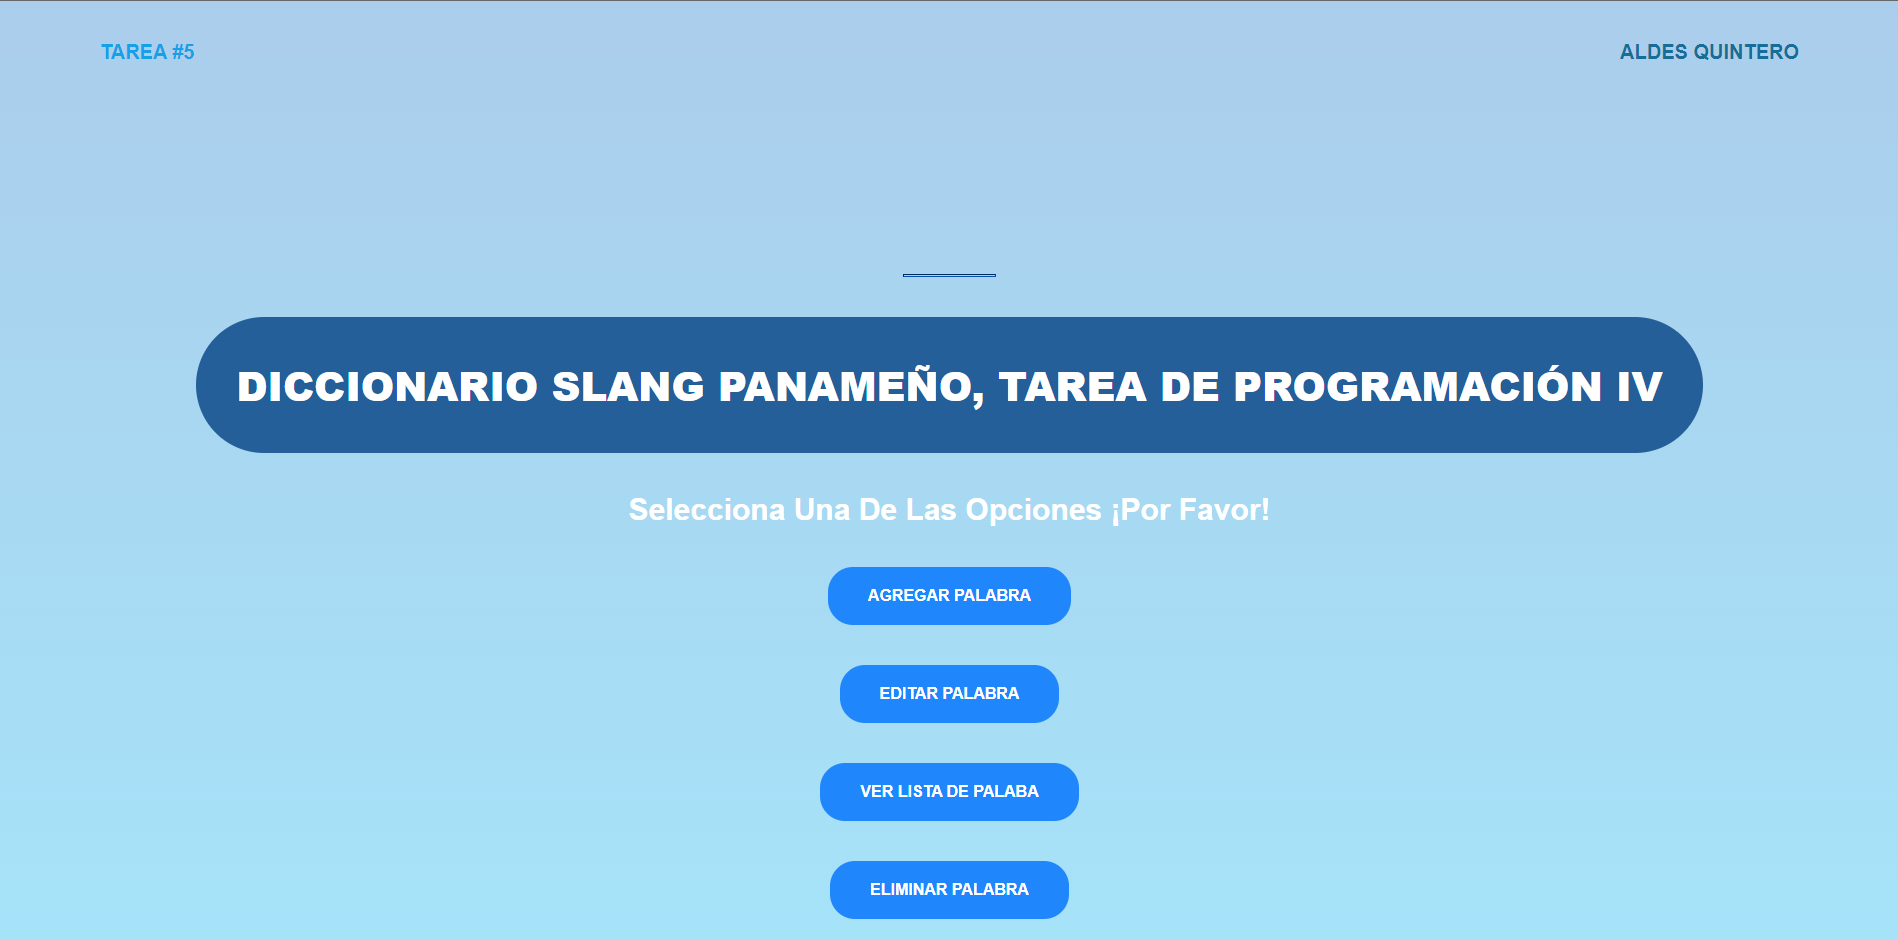 TAREA #5
ALDES QUINTERO
DICCIONARIO SLANG PANAMEÑO, TAREA DE PROGRAMACIÓN IV
Selecciona Una De Las Opciones ¡Por Favor!
AGREGAR PALABRA
EDITAR PALABRA
VER LISTA DE PALABA
ELIMINAR PALABRA